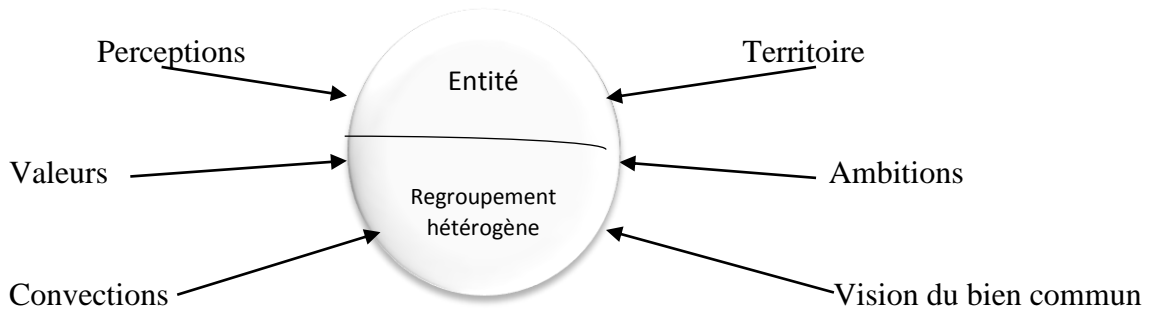 Perceptions
Territoire
Entité
Valeurs
Ambitions
Regroupement
hétérogène
Convections
Vision du bien commun